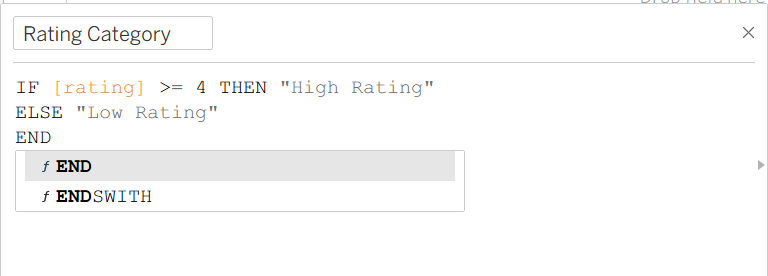 Rating Category
IF [rating] >= 4 THEN "High Rating"
ELSE "Low Rating"
END
f END
f ENDSWITH